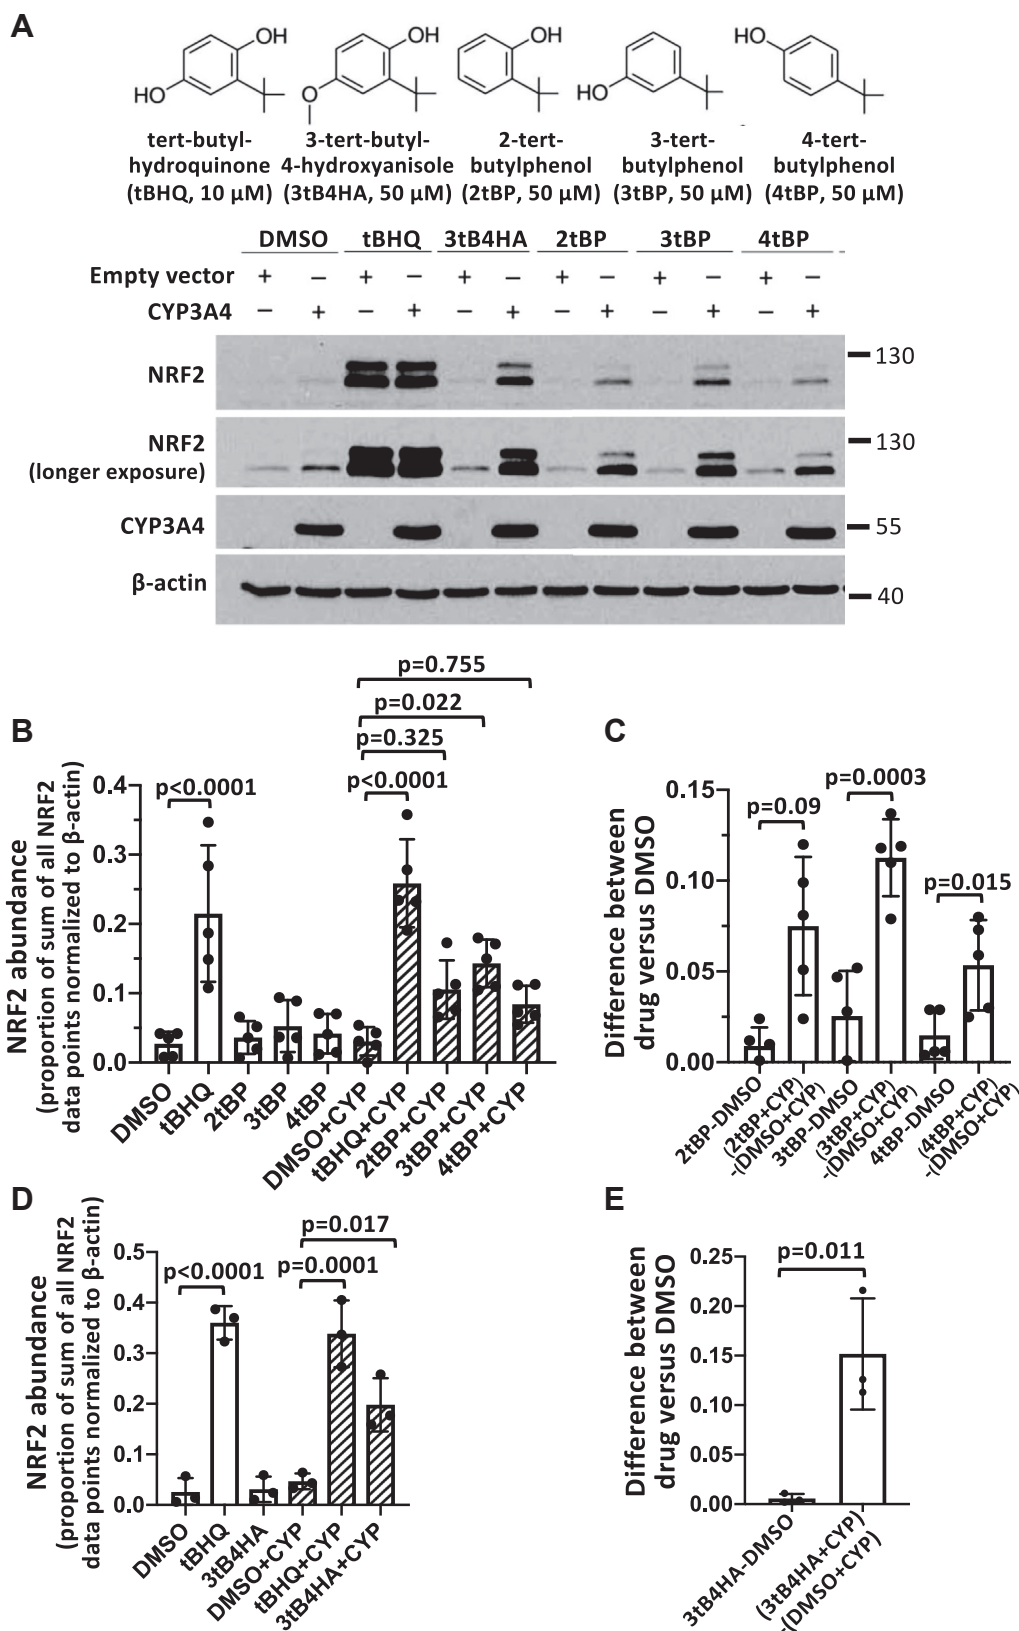 A
OH
HO
OH
O
OH
HO
HO
tert-butyl-
hydroquinone
(tBHQ, 10 μM)
3-tert-butyl-
4-hydroxyanisole
(3tB4HA, 50 μM)
2-tert-
butylphenol
(2tBP, 50 μM)
3-tert-
butylphenol
(3tBP, 50 μM)
4-tert-
butylphenol
(4tBP, 50 μM)
DMSO tBHQ 3tB4HA 2tBP 3tBP 4tBP
Empty vector + − + − + − + − + − + −
CYP3A4 − + − + − + − + − + − +
NRF2
130
NRF2
(longer exposure)
130
CYP3A4
55
β-actin
40
B
p=0.755
p=0.022
p=0.325
p<0.0001
p<0.0001
NRF2 abundance
(proportion of sum of all NRF2
data points normalized to β-actin)
0.4
0.3
0.2
0.1
0.0
DMSO
tBHQ
2tBP
3tBP
4tBP
DMSO+CYP
tBHQ+CYP
2tBP+CYP
3tBP+CYP
4tBP+CYP
C
p=0.09
p=0.0003
p=0.015
Difference between
drug versus DMSO
0.15
0.10
0.05
0.00
2tBP-DMSO
(2tBP+CYP)
-(DMSO+CYP)
3tBP-DMSO
(3tBP+CYP)
-(DMSO+CYP)
4tBP-DMSO
(4tBP+CYP)
-(DMSO+CYP)
D
p=0.017
p=0.0001
p<0.0001
NRF2 abundance
(proportion of sum of all NRF2
data points normalized to β-actin)
0.5
0.4
0.3
0.2
0.1
0.0
DMSO
tBHQ
3tB4HA
DMSO+CYP
tBHQ+CYP
3tB4HA+CYP
E
p=0.011
Difference between
drug versus DMSO
0.25
0.20
0.15
0.10
0.05
0.00
3tB4HA-DMSO
(3tB4HA+CYP)
-(DMSO+CYP)